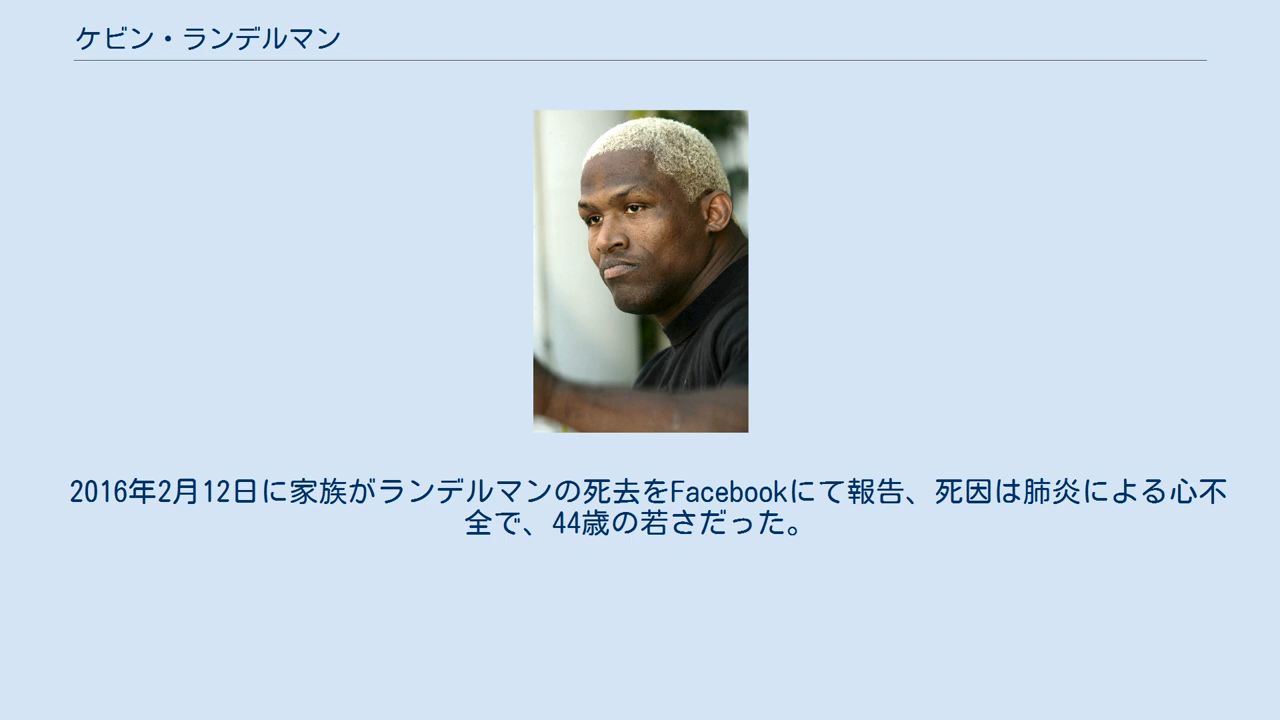 ケビン・ランデルマン
2016年2月12日に家族がランデルマンの死去をFacebookにて報告、死因は肺炎による心不
全で、44歳の若さだった。